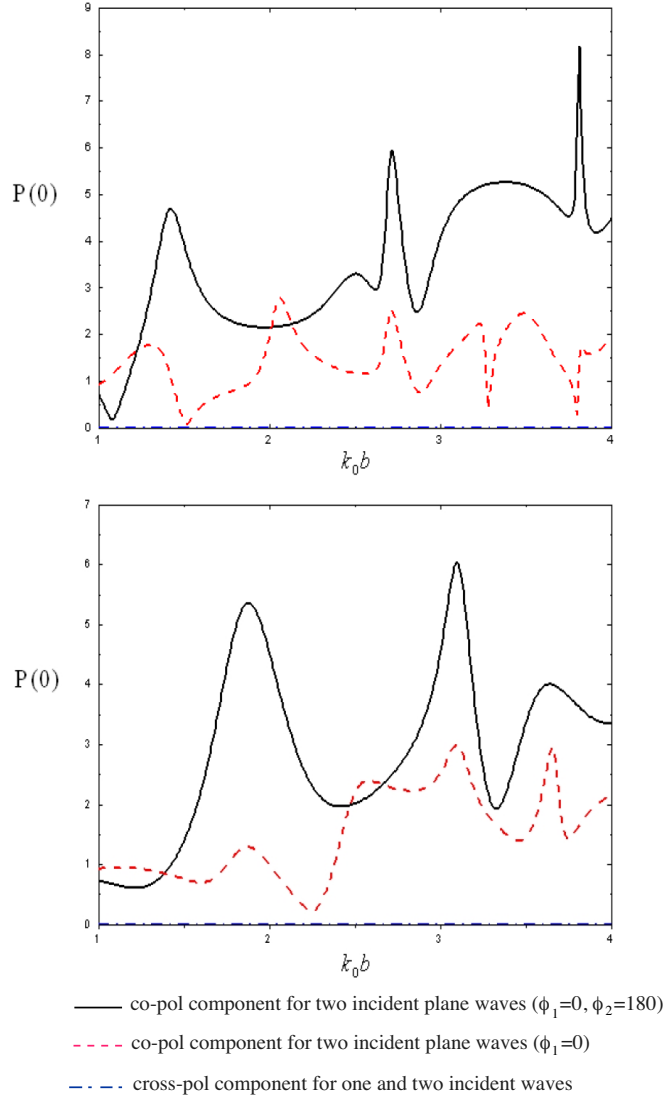 9
8
7
6
5
4
3
2
1
0
P(0)
1 2 3 4
k₀b
7
6
5
4
3
2
1
0
P(0)
1 2 3 4
k₀b
co-pol component for two incident plane waves (ϕ₁=0, ϕ₂=180)
co-pol component for two incident plane waves (ϕ₁=0)
cross-pol component for one and two incident waves